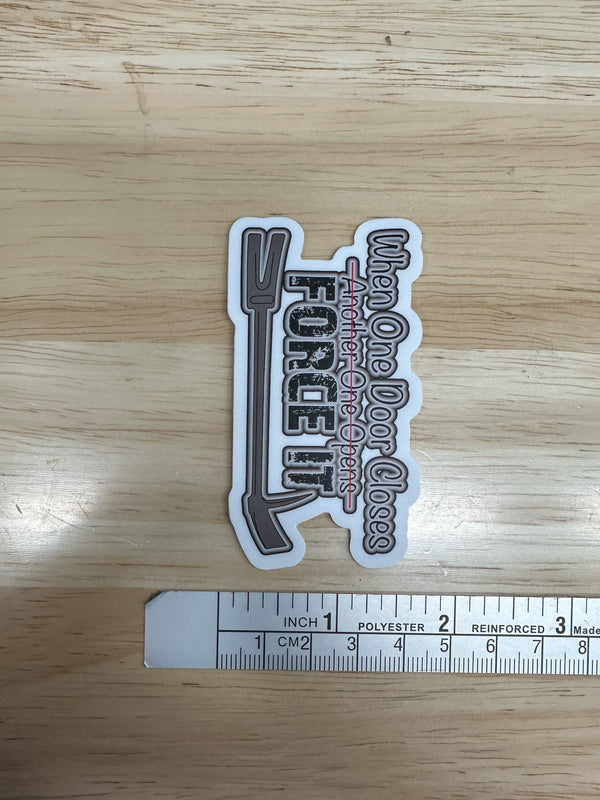 When One Door Closes
Another One Opens
FORCE IT
INCH 1 POLYESTER 2 REINFORCED 3 Made
1 CM 2 3 4 5 6 7 8